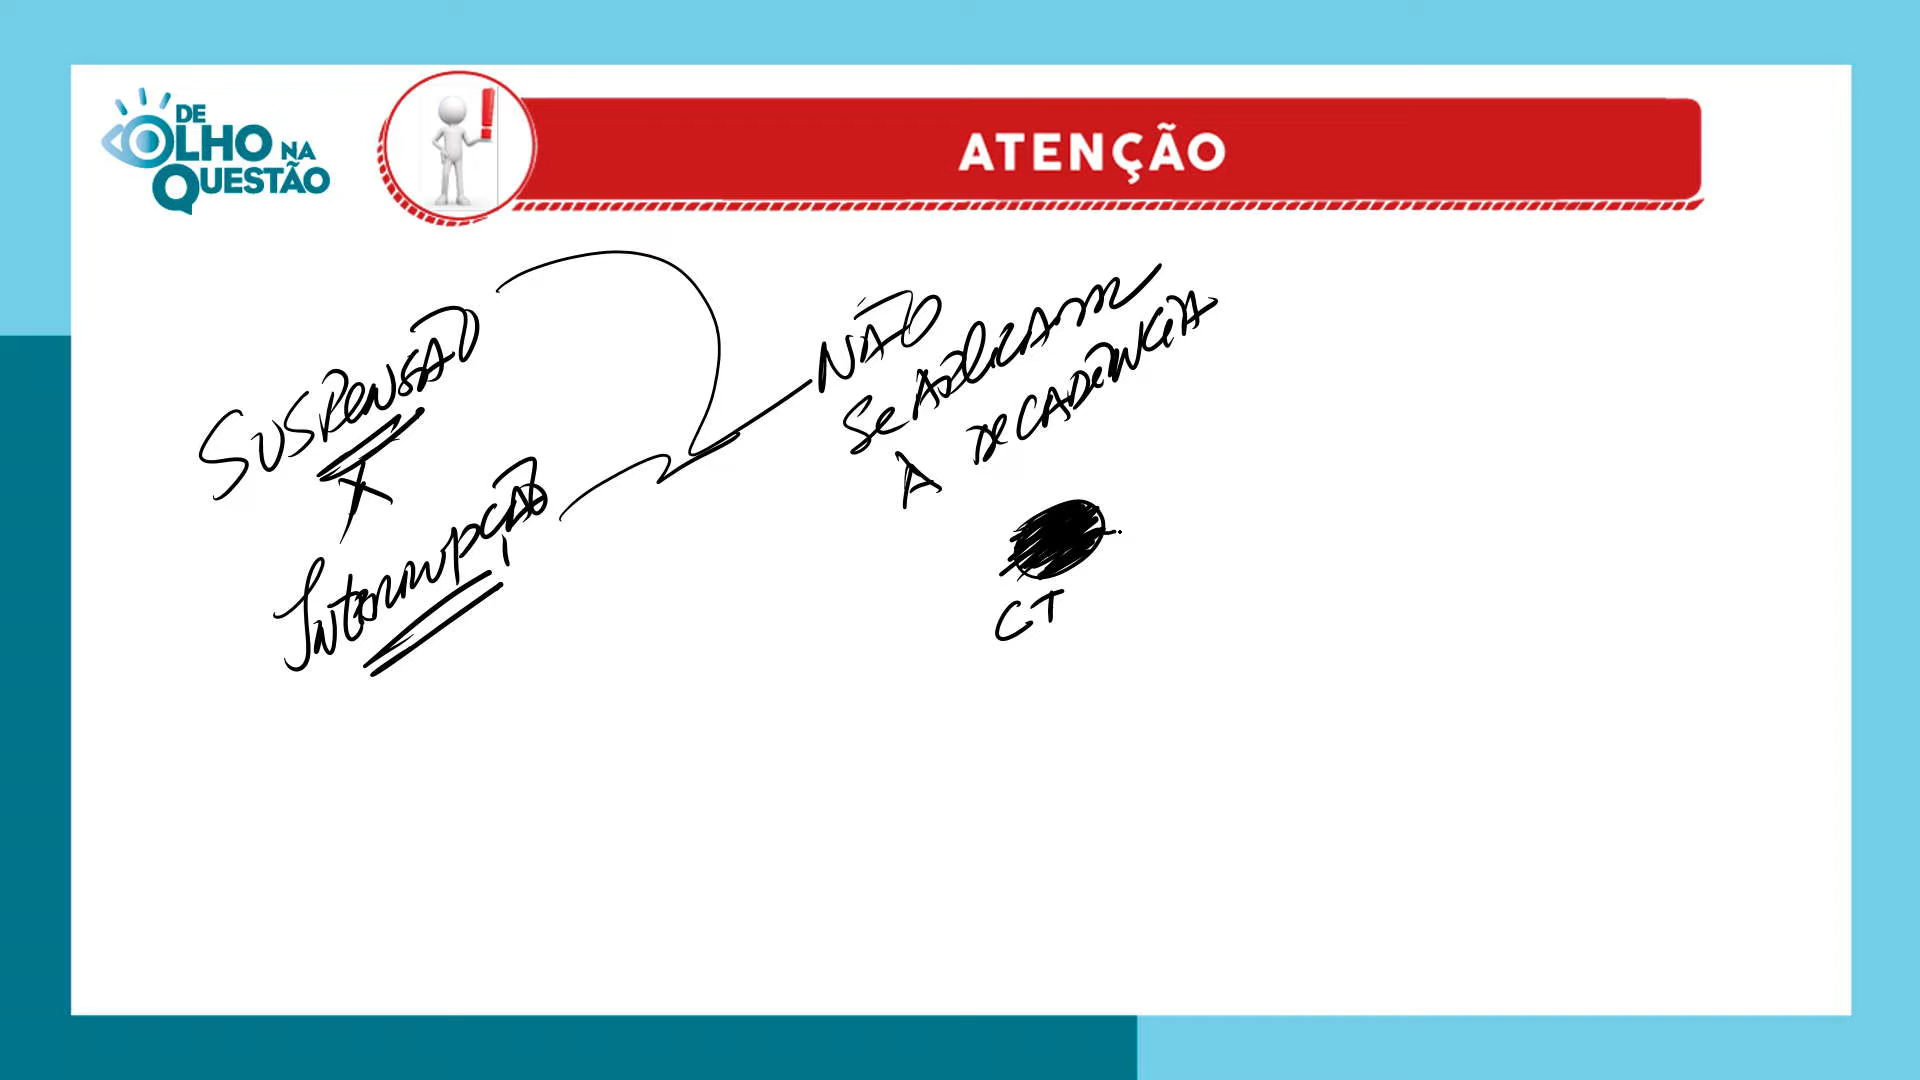 DE
OLHO NA
QUESTÃO
ATENÇÃO
SUSPENSÃO
X
INTERRUPÇÃO
NÃO
SE APLICAM
À DECADÊNCIA
CT